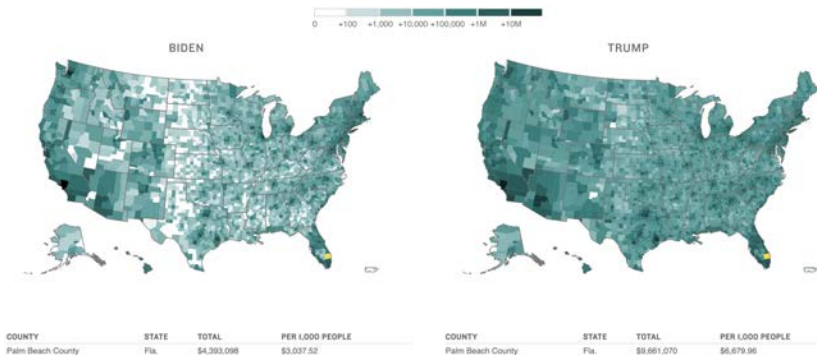 0 +100 +1,000 +10,000 +100,000 +1M +10M
BIDEN
TRUMP
COUNTY STATE TOTAL PER 1,000 PEOPLE
Palm Beach County Fla. $4,393,098 $3,037.52
COUNTY STATE TOTAL PER 1,000 PEOPLE
Palm Beach County Fla. $9,661,070 $6,679.96